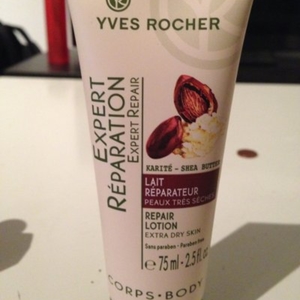 YVES ROCHER
EXPERT
RÉPARATION
EXPERT REPAIR
KARITÉ - SHEA BUTTER
LAIT
RÉPARATEUR
PEAUX TRÈS SÈCHES
REPAIR
LOTION
EXTRA DRY SKIN
Sans paraben - Paraben free
e 75 ml - 2.5 fl. oz
CORPS • BODY